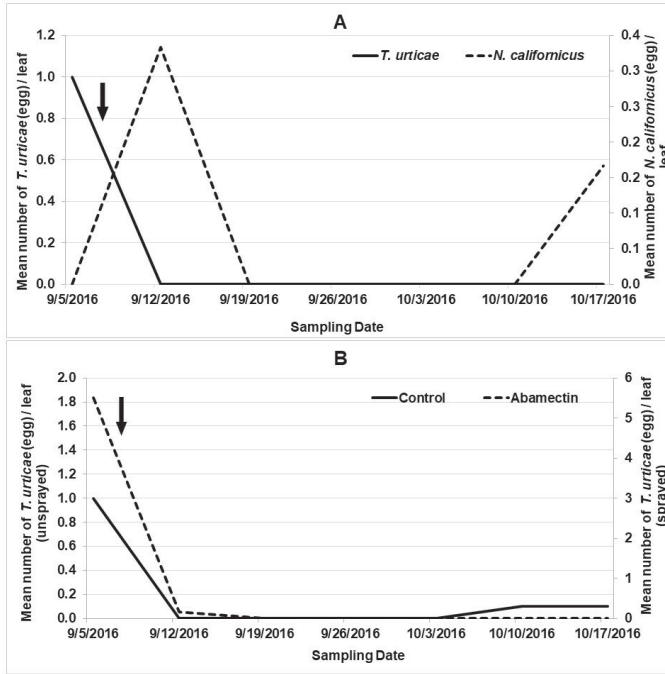 A
T. urticae
N. californicus
Mean number of T. urticae (egg)/ leaf
1.2
1.0
0.8
0.6
0.4
0.2
0.0
0.4
0.3
0.3
0.2
0.2
0.1
0.1
0.0
Mean number of N. californicus (egg)/
leaf
9/5/2016 9/12/2016 9/19/2016 9/26/2016 10/3/2016 10/10/2016 10/17/2016
Sampling Date
B
Control
Abamectin
Mean number of T. urticae (egg)/ leaf
(unsprayed)
2.0
1.8
1.6
1.4
1.2
1.0
0.8
0.6
0.4
0.2
0.0
6
5
4
3
2
1
0
Mean number of T. urticae (egg)/ leaf
(sprayed)
9/5/2016 9/12/2016 9/19/2016 9/26/2016 10/3/2016 10/10/2016 10/17/2016
Sampling Date